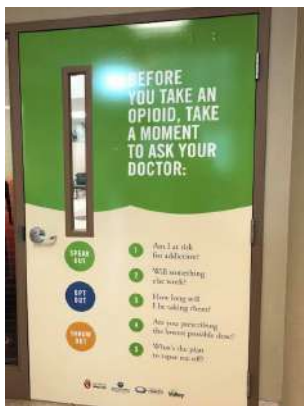 BEFORE
YOU TAKE AN
OPIOID, TAKE
A MOMENT
TO ASK YOUR
DOCTOR:
SPEAK
OUT
OPT
OUT
THROW
OUT
1 Am I at risk
for addiction?
2 Will something
else work?
3 How long will
I be taking them?
4 Are you prescribing
the lowest possible dose?
5 What's the plan
to taper me off?
Valley